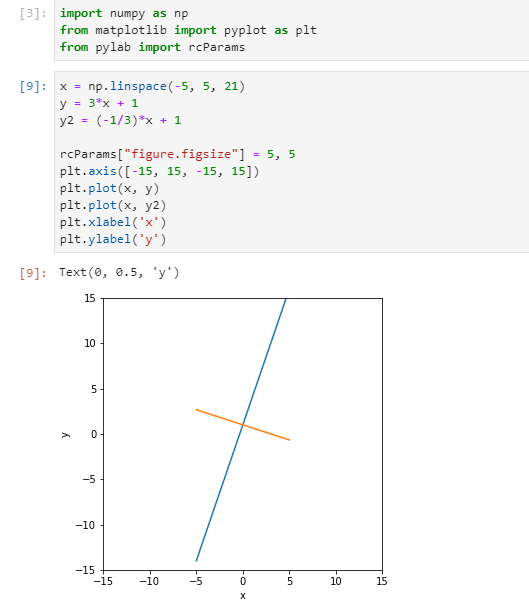 [3]: import numpy as np
from matplotlib import pyplot as plt
from pylab import rcParams
[9]: x = np.linspace(-5, 5, 21)
y = 3*x + 1
y2 = (-1/3)*x + 1
rcParams["figure.figsize"] = 5, 5
plt.axis([-15, 15, -15, 15])
plt.plot(x, y)
plt.plot(x, y2)
plt.xlabel('x')
plt.ylabel('y')
[9]: Text(0, 0.5, 'y')
15
10
5
0
−5
−10
−15
y
−15 −10 −5 0 5 10 15
x